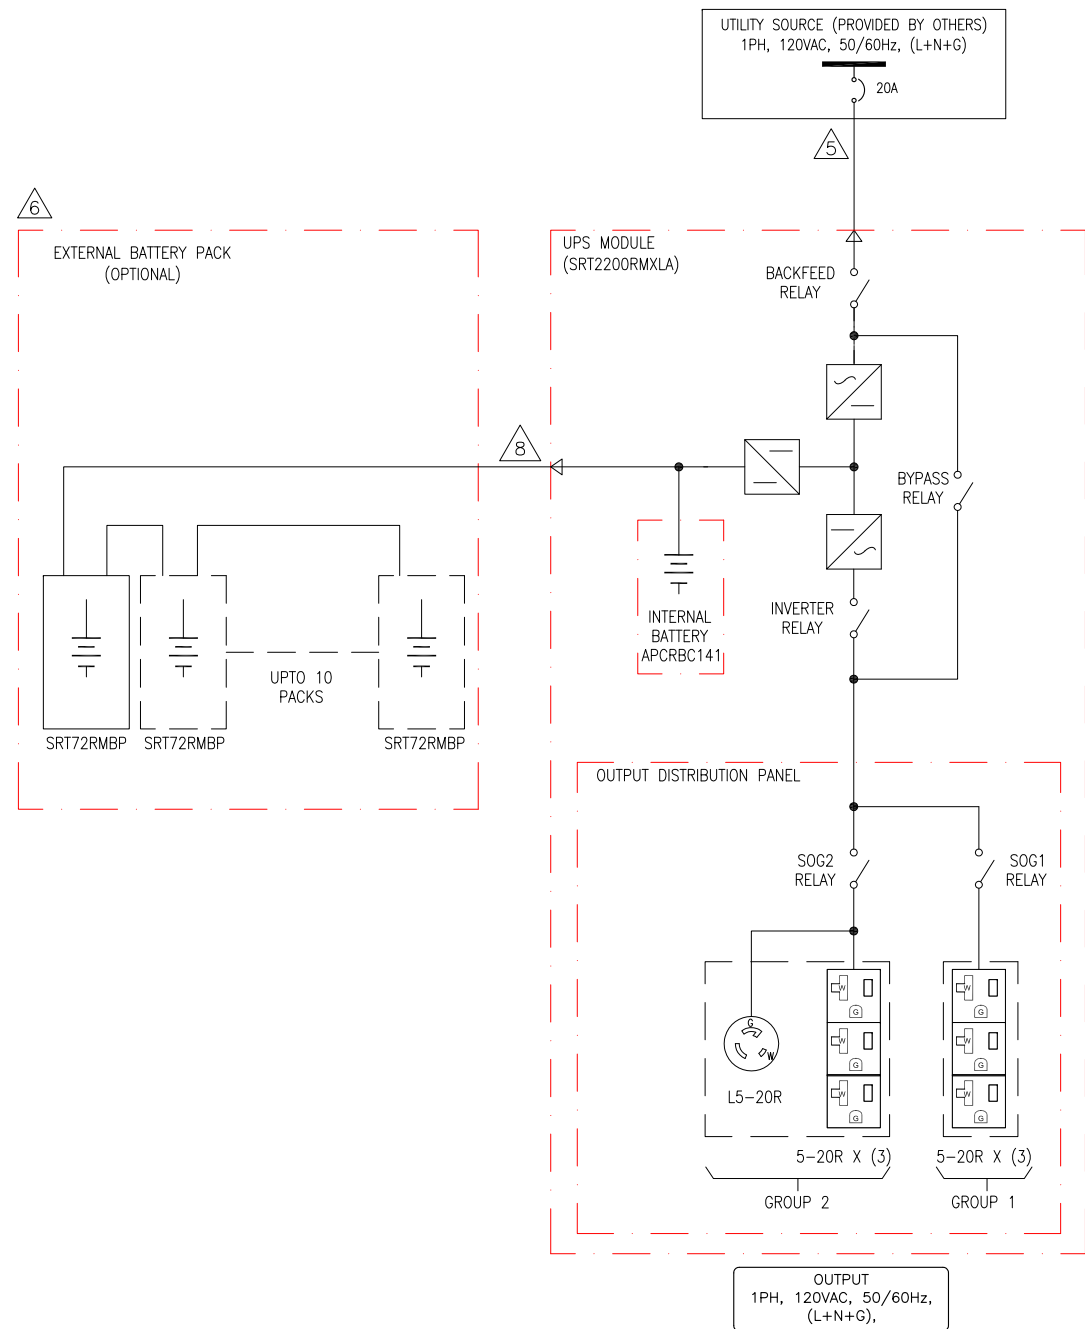 UTILITY SOURCE (PROVIDED BY OTHERS)
1PH, 120VAC, 50/60Hz, (L+N+G)
20A
5
6
EXTERNAL BATTERY PACK
(OPTIONAL)
UPS MODULE
(SRT2200RMXLA)
BACKFEED
RELAY
8
BYPASS
RELAY
INTERNAL
BATTERY
APCRBC141
INVERTER
RELAY
UPTO 10
PACKS
SRT72RMBP
SRT72RMBP
SRT72RMBP
OUTPUT DISTRIBUTION PANEL
SOG2
RELAY
SOG1
RELAY
W
G
W
G
W
G
W
G
W
G
W
G
G
W
L5-20R
5-20R X (3)
5-20R X (3)
GROUP 2
GROUP 1
OUTPUT
1PH, 120VAC, 50/60Hz,
(L+N+G),